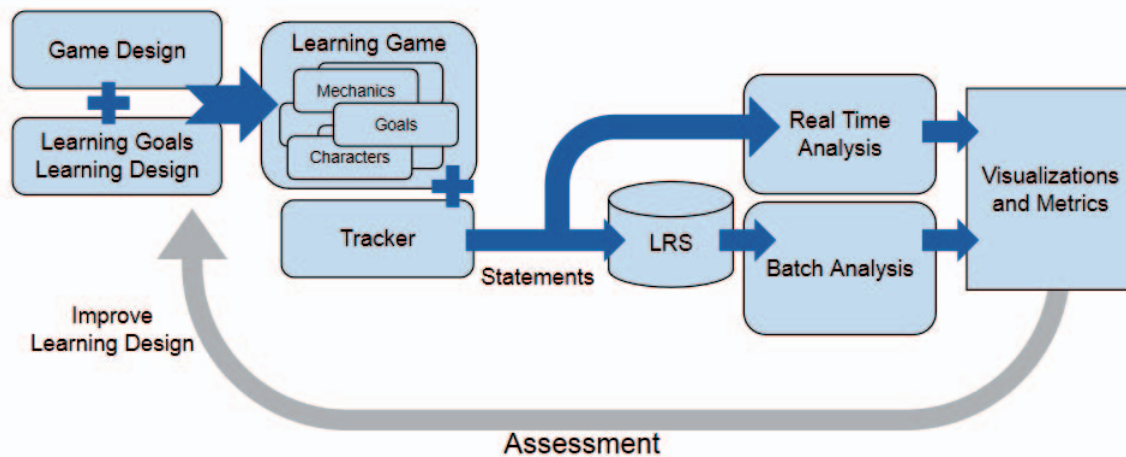 Game Design
Learning Goals
Learning Design
Learning Game
Mechanics
Goals
Characters
Tracker
Statements
LRS
Real Time
Analysis
Batch Analysis
Visualizations
and Metrics
Improve
Learning Design
Assessment